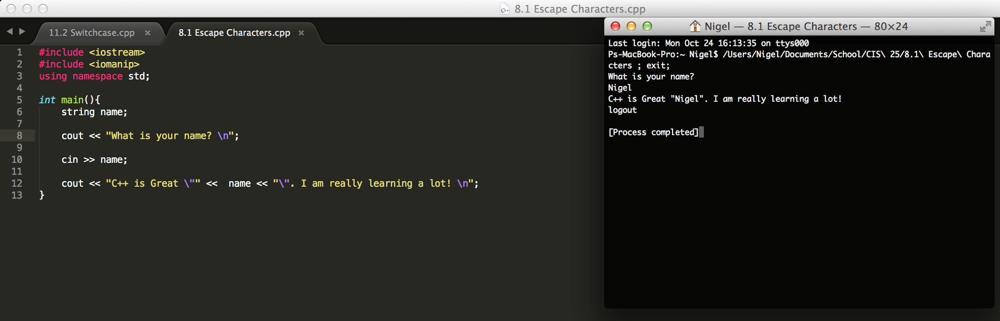 8.1 Escape Characters.cpp
11.2 Switchcase.cpp
8.1 Escape Characters.cpp
1 #include <iostream>
2 #include <iomanip>
3 using namespace std;
4
5 int main(){
6     string name;
7
8     cout << "What is your name? \n";
9
10     cin >> name;
11
12     cout << "C++ is Great \"" <<  name << "\". I am really learning a lot! \n";
13 }
Nigel — 8.1 Escape Characters — 80×24
Last login: Mon Oct 24 16:13:35 on ttys000
Ps-MacBook-Pro:~ Nigel$ /Users/Nigel/Documents/School/CIS\ 25/8.1\ Escape\ Chara
cters ; exit;
What is your name?
Nigel
C++ is Great "Nigel". I am really learning a lot!
logout
[Process completed]